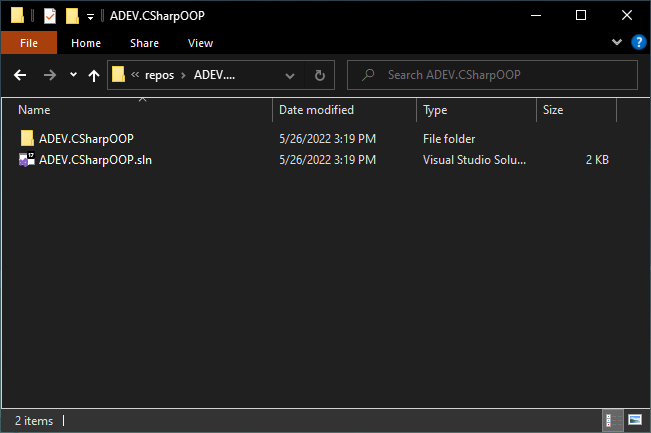 ADEV.CSharpOOP
File Home Share View
repos ADEV....
Search ADEV.CSharpOOP
Name Date modified Type Size
ADEV.CSharpOOP 5/26/2022 3:19 PM File folder
ADEV.CSharpOOP.sln 5/26/2022 3:19 PM Visual Studio Solu... 2 KB
2 items